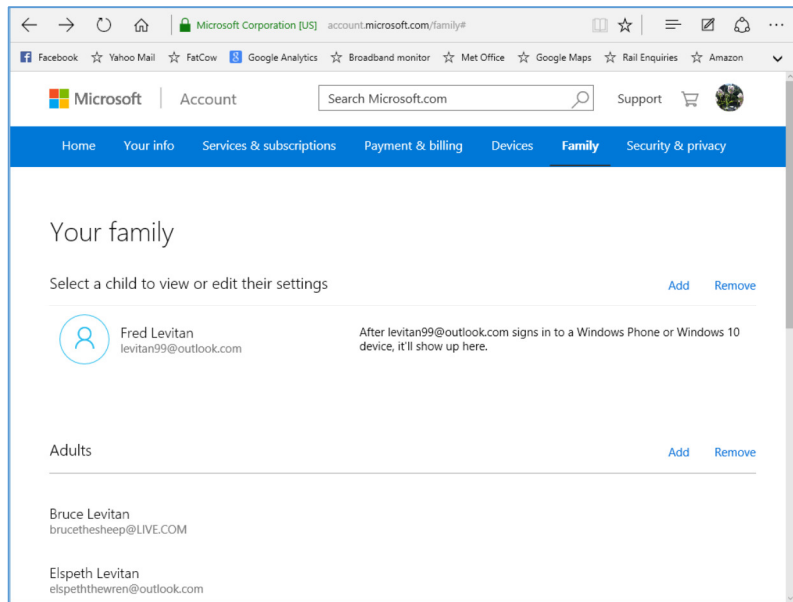 Microsoft Corporation [US] account.microsoft.com/family#
Facebook Yahoo Mail FatCow Google Analytics Broadband monitor Met Office Google Maps Rail Enquiries Amazon
Microsoft Account Search Microsoft.com Support
Home Your info Services & subscriptions Payment & billing Devices Family Security & privacy
Your family
Select a child to view or edit their settings Add Remove
Fred Levitan
levitan99@outlook.com
After levitan99@outlook.com signs in to a Windows Phone or Windows 10
device, it'll show up here.
Adults Add Remove
Bruce Levitan
brucethesheep@LIVE.COM
Elspeth Levitan
elspeththewren@outlook.com